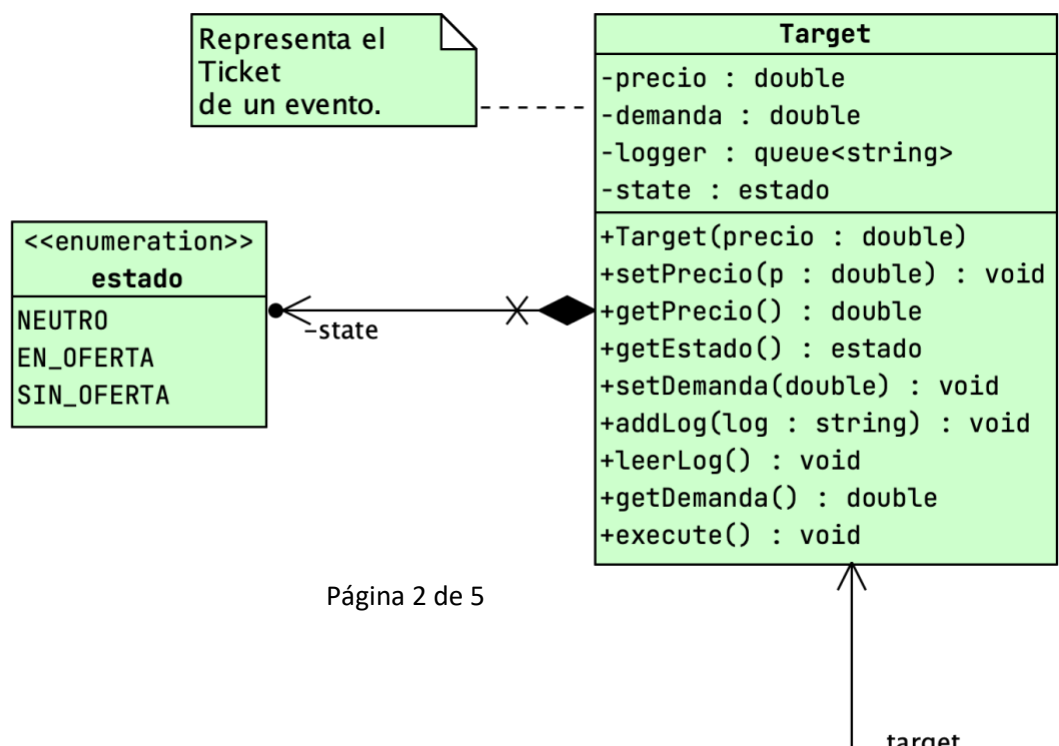 Representa el
Ticket
de un evento.
Target
-precio : double
-demanda : double
-logger : queue<string>
-state : estado
+Target(precio : double)
+setPrecio(p : double) : void
+getPrecio() : double
+getEstado() : estado
+setDemanda(double) : void
+addLog(log : string) : void
+leerLog() : void
+getDemanda() : double
+execute() : void
<<enumeration>>
estado
NEUTRO
EN_OFERTA
SIN_OFERTA
-state
Página 2 de 5
target